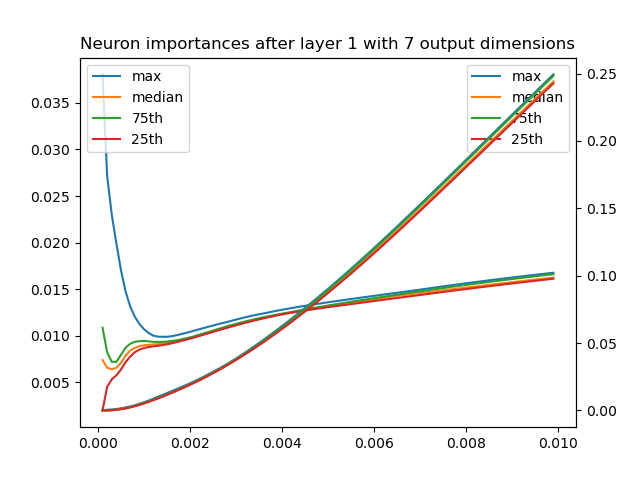 Neuron importances after layer 1 with 7 output dimensions
max
median
75th
25th
max
median
75th
25th
0.035
0.030
0.025
0.020
0.015
0.010
0.005
0.25
0.20
0.15
0.10
0.05
0.00
0.000
0.002
0.004
0.006
0.008
0.010